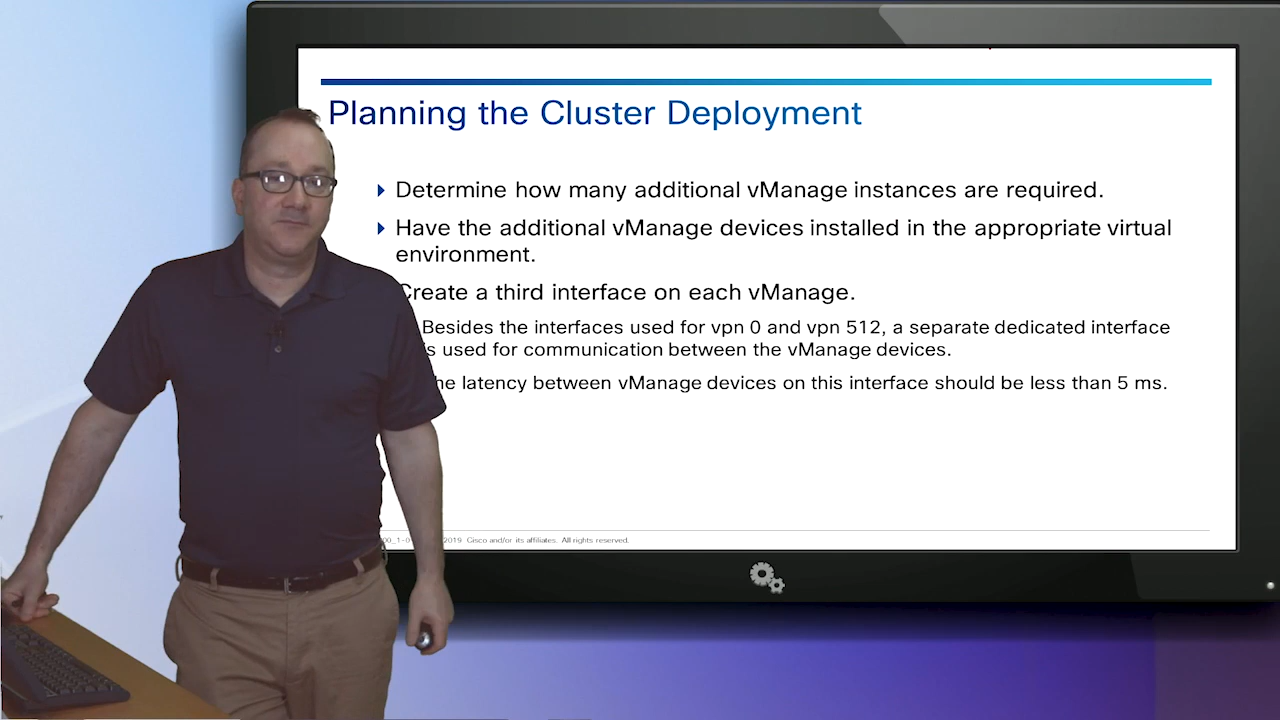 Planning the Cluster Deployment
Determine how many additional vManage instances are required.
Have the additional vManage devices installed in the appropriate virtual
environment.
Create a third interface on each vManage.
Besides the interfaces used for vpn 0 and vpn 512, a separate dedicated interface
used for communication between the vManage devices.
latency between vManage devices on this interface should be less than 5 ms.
2019 Cisco and/or its affiliates. All rights reserved.